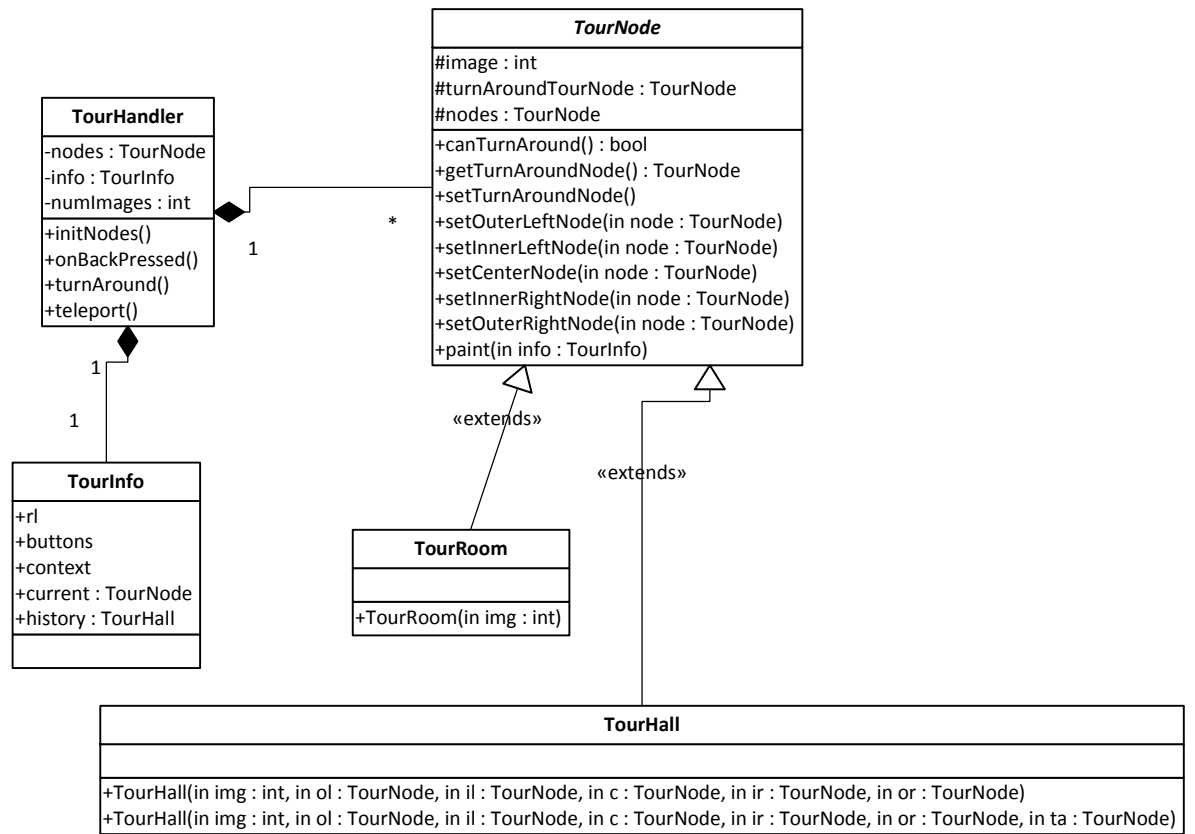 TourNode
#image : int
#turnAroundTourNode : TourNode
#nodes : TourNode
+canTurnAround() : bool
+getTurnAroundNode() : TourNode
+setTurnAroundNode()
+setOuterLeftNode(in node : TourNode)
+setInnerLeftNode(in node : TourNode)
+setCenterNode(in node : TourNode)
+setInnerRightNode(in node : TourNode)
+setOuterRightNode(in node : TourNode)
+paint(in info : TourInfo)
TourHandler
-nodes : TourNode
-info : TourInfo
-numImages : int
+initNodes()
+onBackPressed()
+turnAround()
+teleport()
1
*
1
1
TourInfo
+rl
+buttons
+context
+current : TourNode
+history : TourHall
«extends»
«extends»
TourRoom
+TourRoom(in img : int)
TourHall
+TourHall(in img : int, in ol : TourNode, in il : TourNode, in c : TourNode, in ir : TourNode, in or : TourNode)
+TourHall(in img : int, in ol : TourNode, in il : TourNode, in c : TourNode, in ir : TourNode, in or : TourNode, in ta : TourNode)